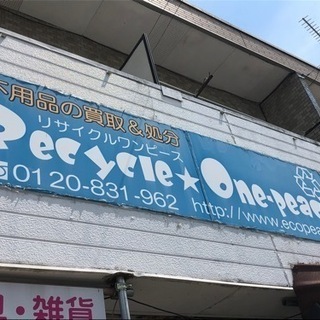 不用品の買取&処分
リサイクルワンピース
Recycle★One-peac
0120-831-962
http://www.ecopea
・雑貨